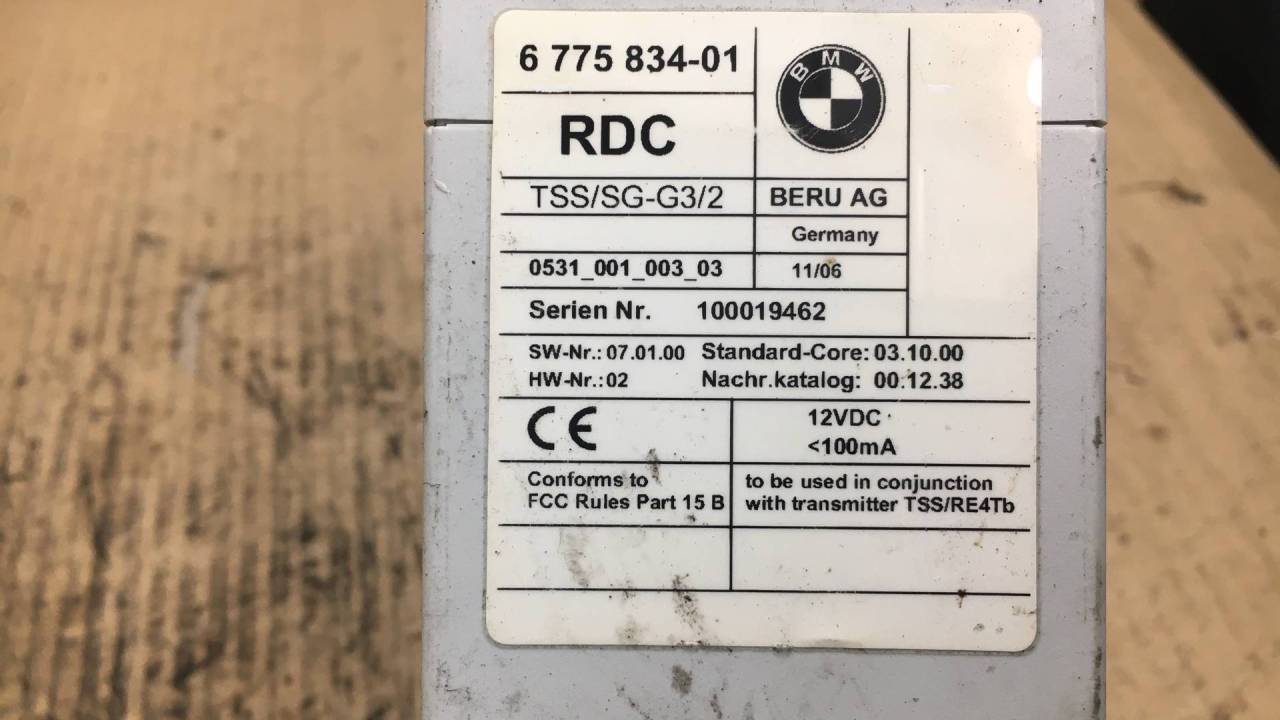 6 775 834-01
BMW
RDC
TSS/SG-G3/2
BERU AG
Germany
0531_001_003_03
11/06
Serien Nr. 100019462
SW-Nr.: 07.01.00 Standard-Core: 03.10.00
HW-Nr.: 02 Nachr.katalog: 00.12.38
CE
12VDC
<100mA
Conforms to
FCC Rules Part 15 B
to be used in conjunction
with transmitter TSS/RE4Tb